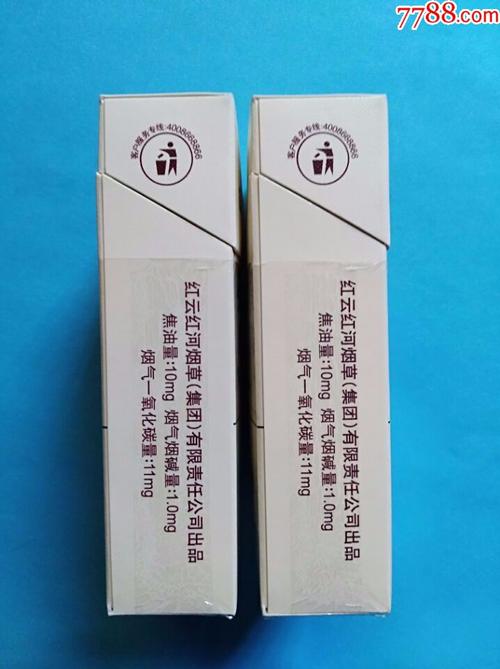 7788.com
客户服务专线:4008668866
红云红河烟草(集团)有限责任公司出品
焦油量:10mg 烟气烟碱量:1.0mg
烟气一氧化碳量:11mg
客户服务专线:4008668866
红云红河烟草(集团)有限责任公司出品
焦油量:10mg 烟气烟碱量:1.0mg
烟气一氧化碳量:11mg